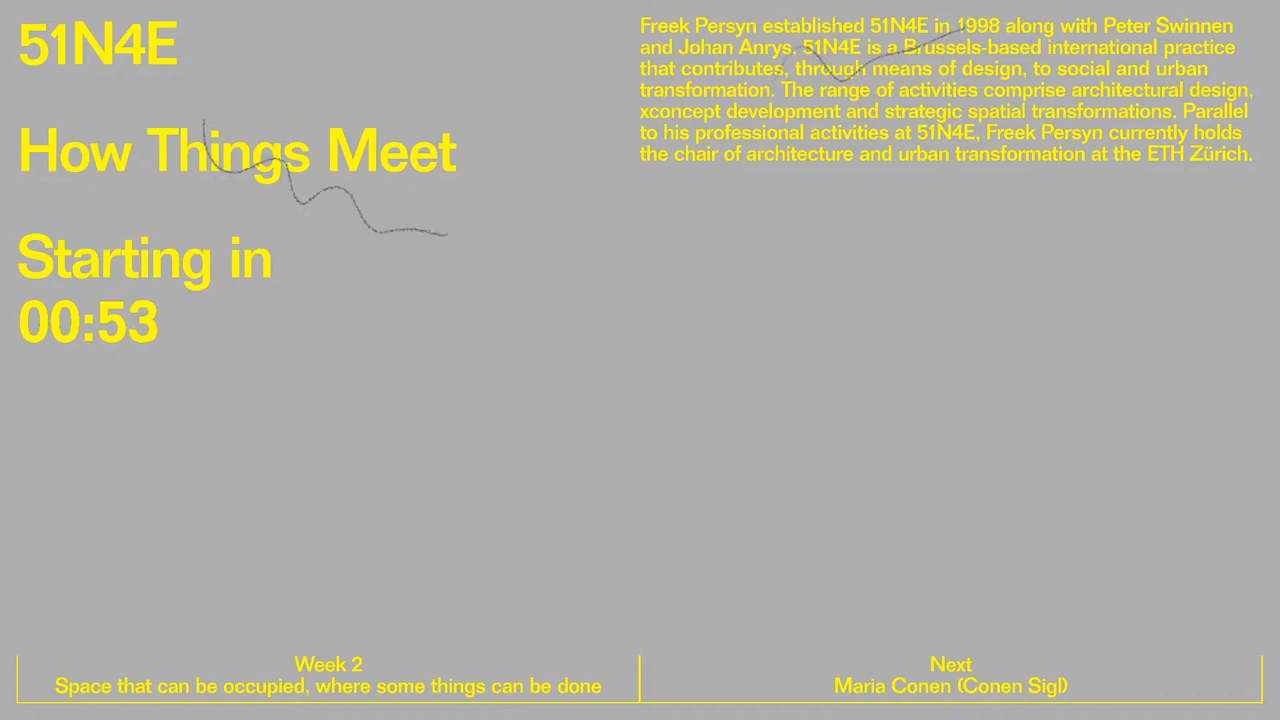 51N4E
How Things Meet
Starting in
00:53
Freek Persyn established 51N4E in 1998 along with Peter Swinnen
and Johan Anrys. 51N4E is a Brussels-based international practice
that contributes, through means of design, to social and urban
transformation. The range of activities comprise architectural design,
xconcept development and strategic spatial transformations. Parallel
to his professional activities at 51N4E, Freek Persyn currently holds
the chair of architecture and urban transformation at the ETH Zürich.
Week 2
Space that can be occupied, where some things can be done
Next
Maria Conen (Conen Sigl)